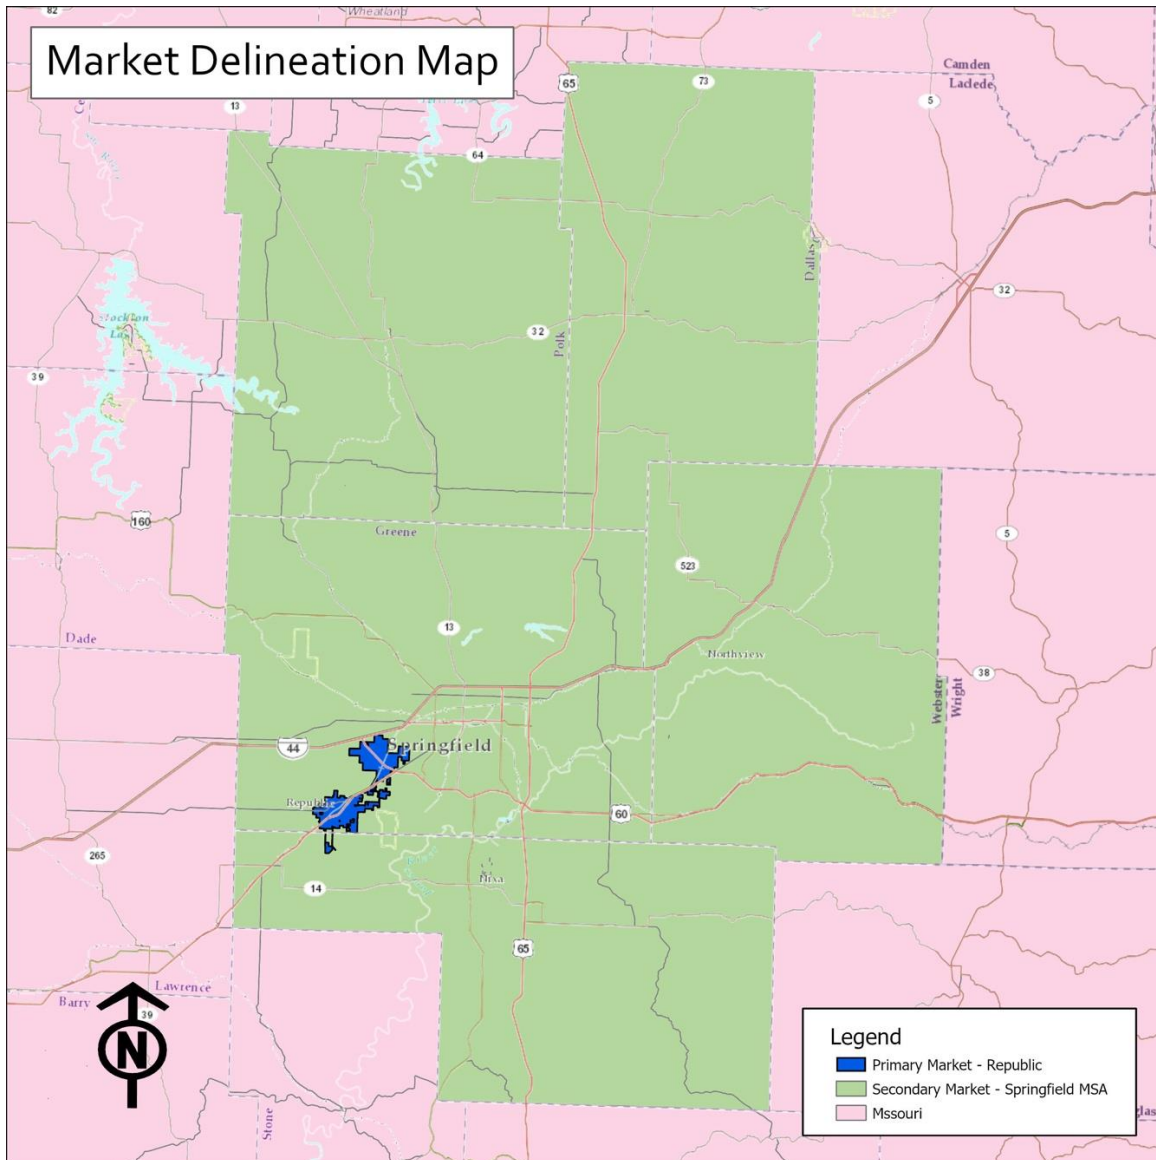 82
Wheatland
Market Delineation Map
Camden
Laclede
65
73
5
13
64
Dallas
32
32
Polk
39
160
Greene
523
5
13
Dade
Northview
38
Webster
Wright
44
Springfield
Republic
60
265
14
Nixa
65
Lawrence
Barry
39
Stone
Legend
Primary Market - Republic
Secondary Market - Springfield MSA
Mssouri
N